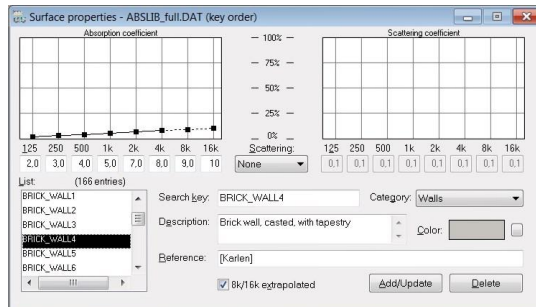 Surface properties - ABSLIB_full.DAT (key order)
Absorption coefficient
100%
Scattering coefficient
75%
50%
25%
0%
125 250 500 1k 2k 4k 8k 16k
Scattering:
125 250 500 1k 2k 4k 8k 16k
2,0 3,0 4,0 5,0 7,0 8,0 9,0 10
None
0,1 0,1 0,1 0,1 0,1 0,1 0,1 0,1
List: (166 entries)
BRICK_WALL1
BRICK_WALL2
BRICK_WALL3
BRICK_WALL4
BRICK_WALL5
BRICK_WALL6
Search key: BRICK_WALL4
Category: Walls
Description: Brick wall, casted, with tapestry
Color:
Reference: [Karlen]
8k/16k extrapolated
Add/Update
Delete